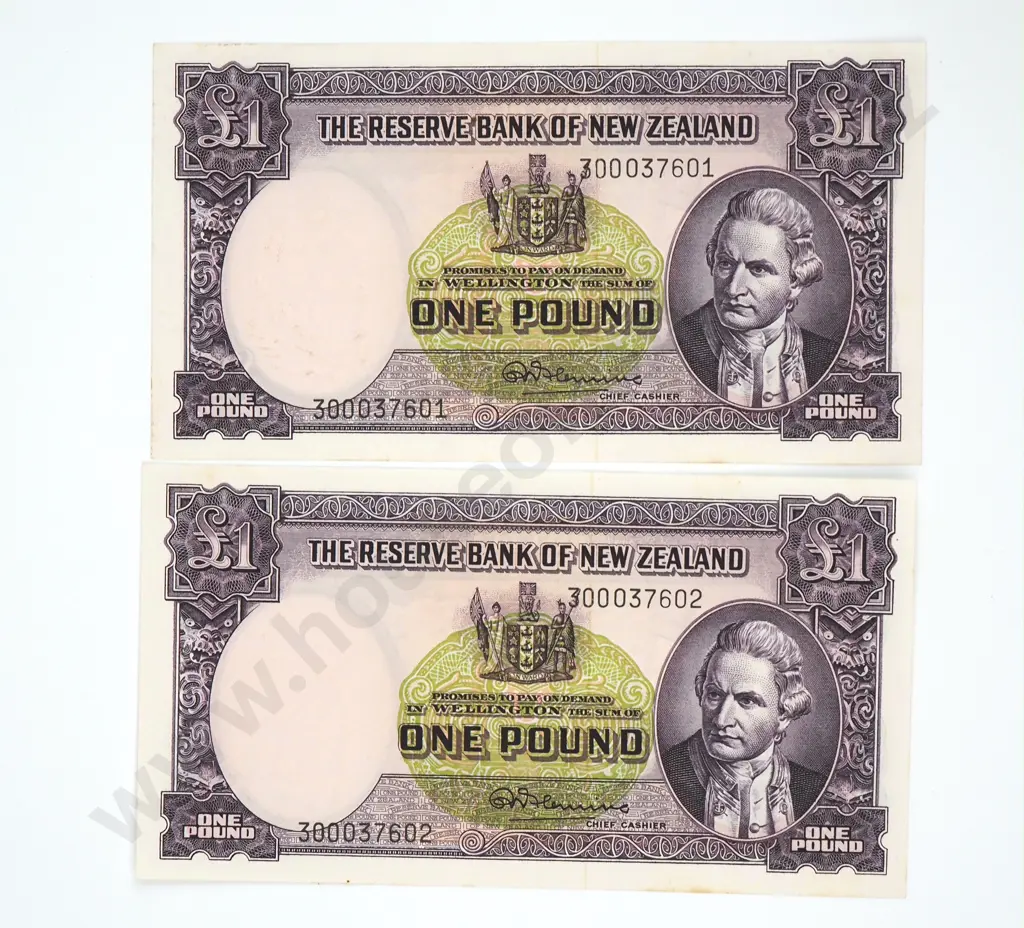 £1 £1
THE RESERVE BANK OF NEW ZEALAND
300037601
ONWARD
PROMISES TO PAY ON DEMAND
IN WELLINGTON THE SUM OF
ONE POUND
CHIEF CASHIER
ONE
POUND
300037601
ONE
POUND
£1 £1
THE RESERVE BANK OF NEW ZEALAND
300037602
ONWARD
PROMISES TO PAY ON DEMAND
IN WELLINGTON THE SUM OF
ONE POUND
CHIEF CASHIER
ONE
POUND
300037602
ONE
POUND